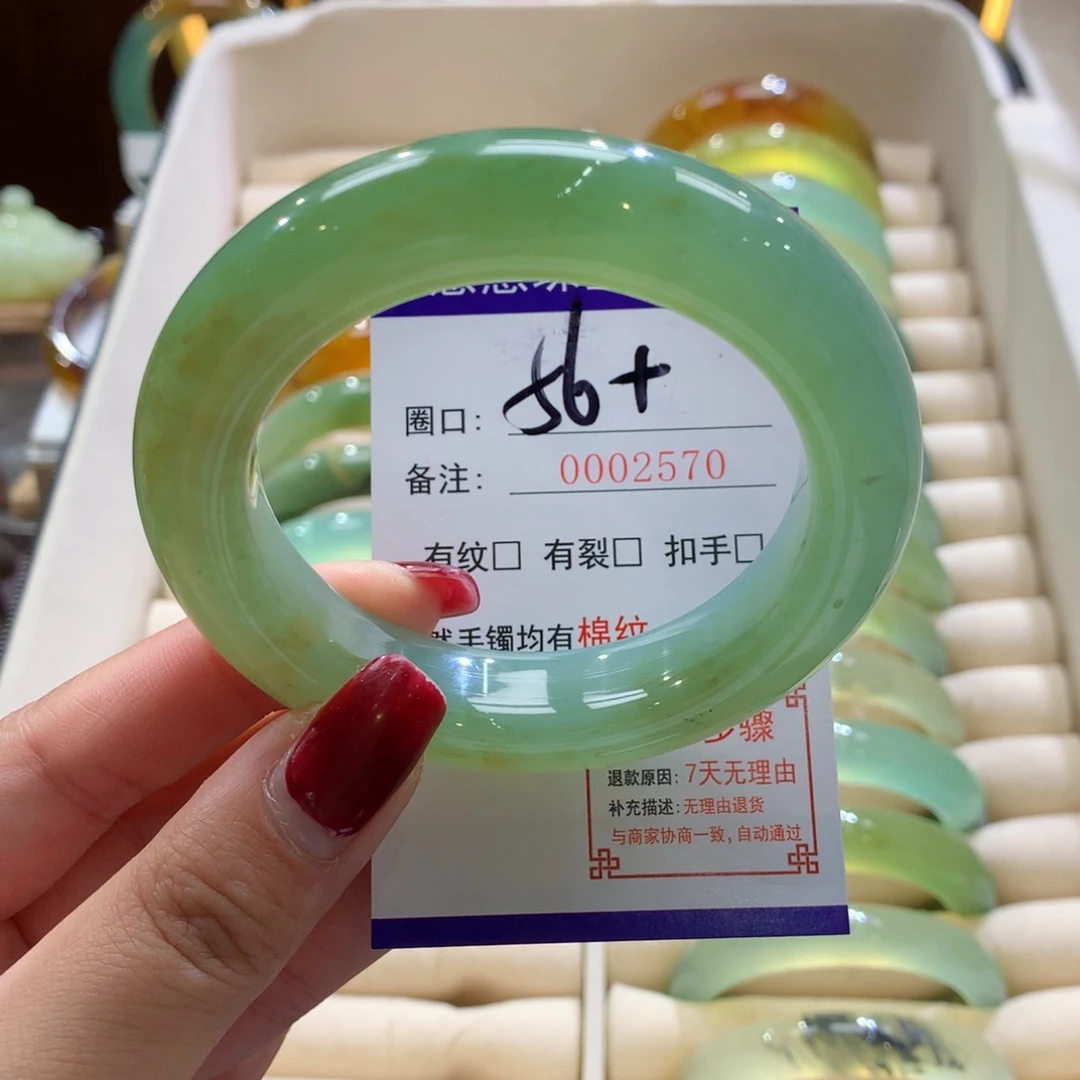 圈口: 56+
备注: 0002570
有纹□ 有裂□ 扣手□
手镯均有棉纹
骤
退款原因: 7天无理由
补充描述: 无理由退货
与商家协商一致, 自动通过